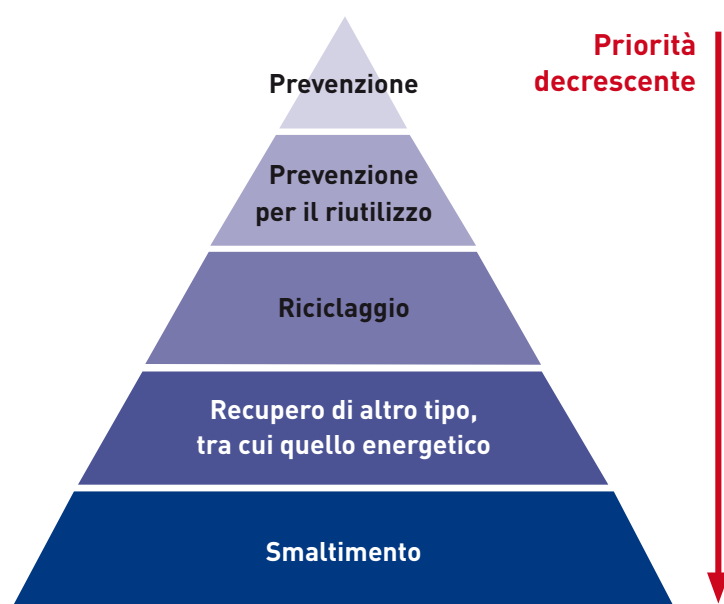 Priorità
decrescente
Prevenzione
Prevenzione
per il riutilizzo
Riciclaggio
Recupero di altro tipo,
tra cui quello energetico
Smaltimento